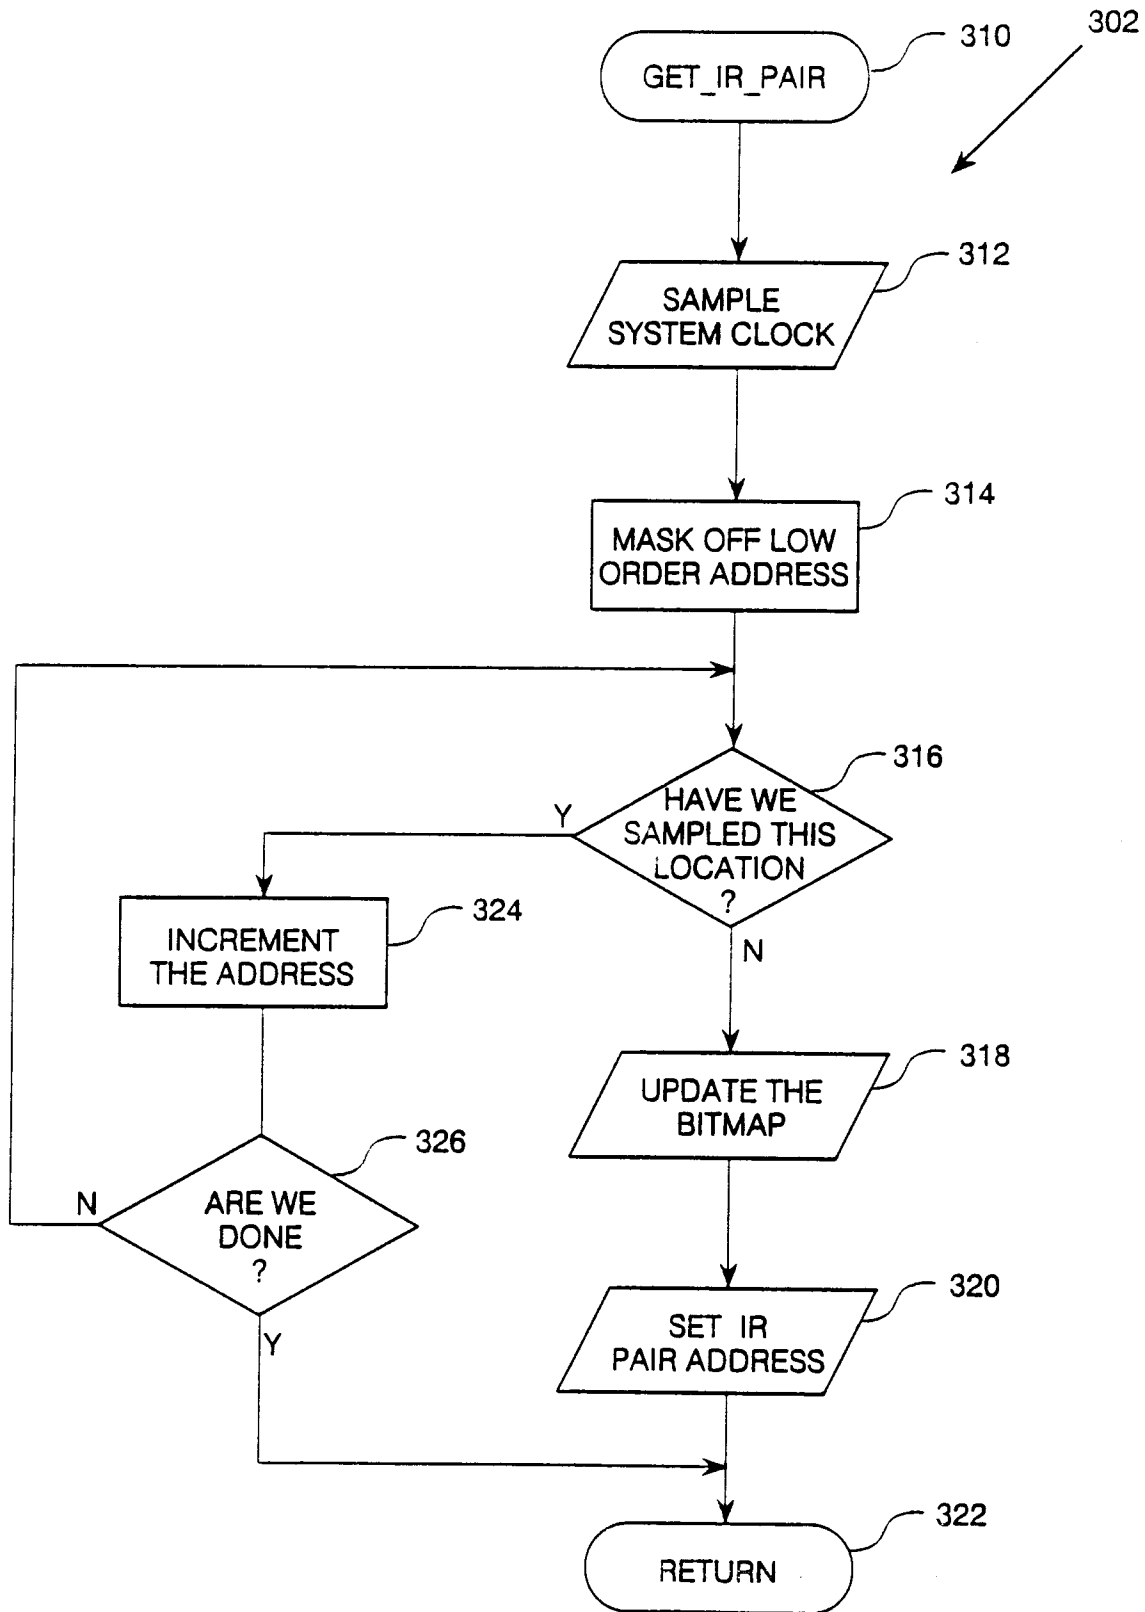 302
310
GET_IR_PAIR
312
SAMPLE
SYSTEM CLOCK
314
MASK OFF LOW
ORDER ADDRESS
316
HAVE WE
SAMPLED THIS
LOCATION
?
Y
N
324
INCREMENT
THE ADDRESS
318
UPDATE THE
BITMAP
326
ARE WE
DONE
?
N
Y
320
SET IR
PAIR ADDRESS
322
RETURN